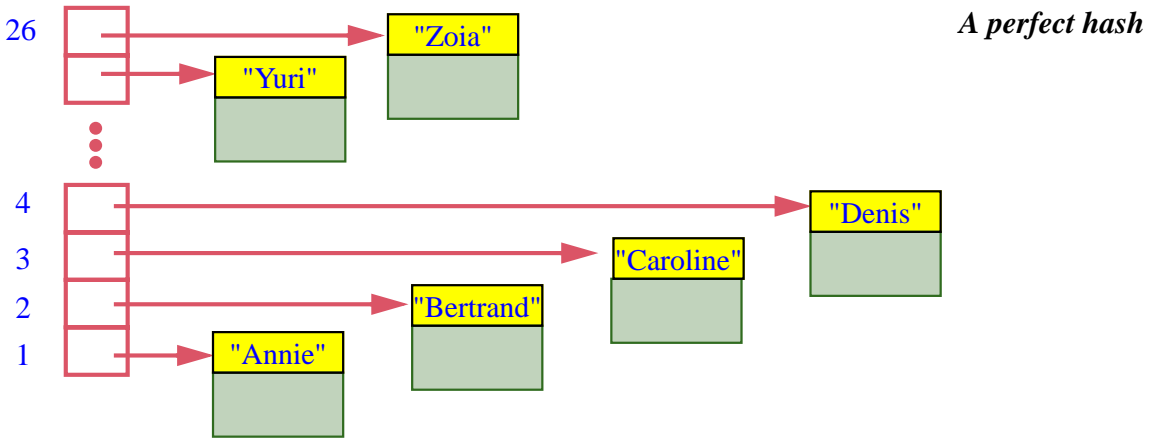 26
"Zoia"
A perfect hash
"Yuri"
4
"Denis"
3
"Caroline"
2
"Bertrand"
1
"Annie"